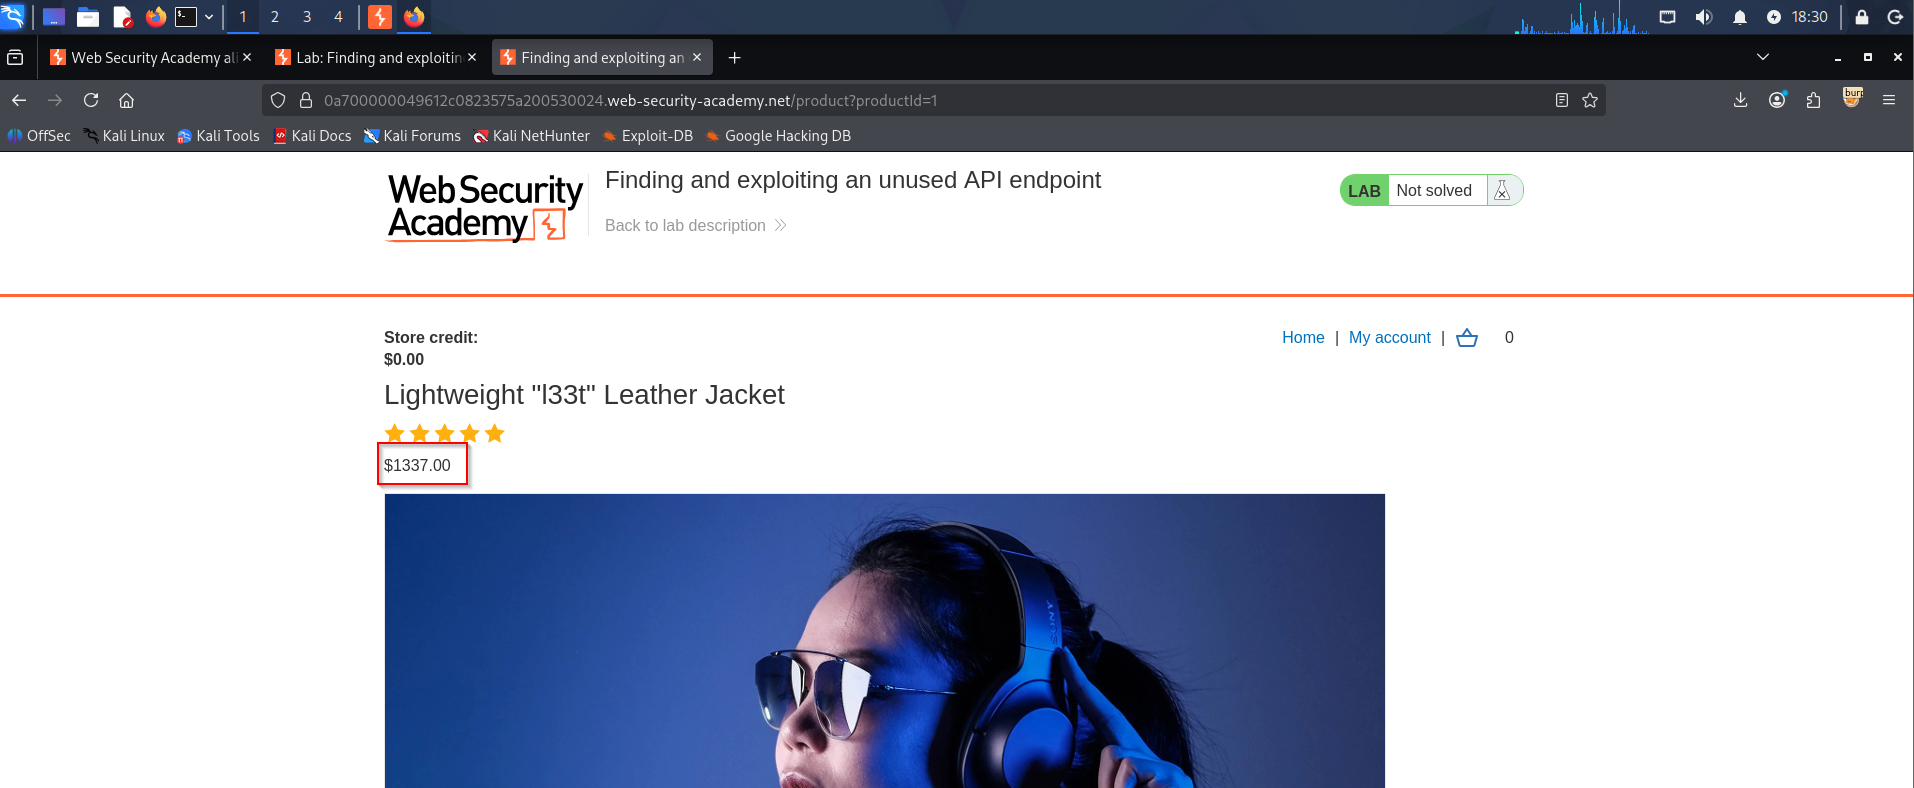 1 2 3 4 18:30
Web Security Academy al Lab: Finding and exploitin Finding and exploiting an
0a700000049612c0823575a200530024.web-security-academy.net/product?productId=1
burp
OffSec Kali Linux Kali Tools Kali Docs Kali Forums Kali NetHunter Exploit-DB Google Hacking DB
Web Security
Academy
Finding and exploiting an unused API endpoint
Back to lab description
LAB Not solved
Store credit:
$0.00
Home | My account | 0
Lightweight "l33t" Leather Jacket
$1337.00
SONY